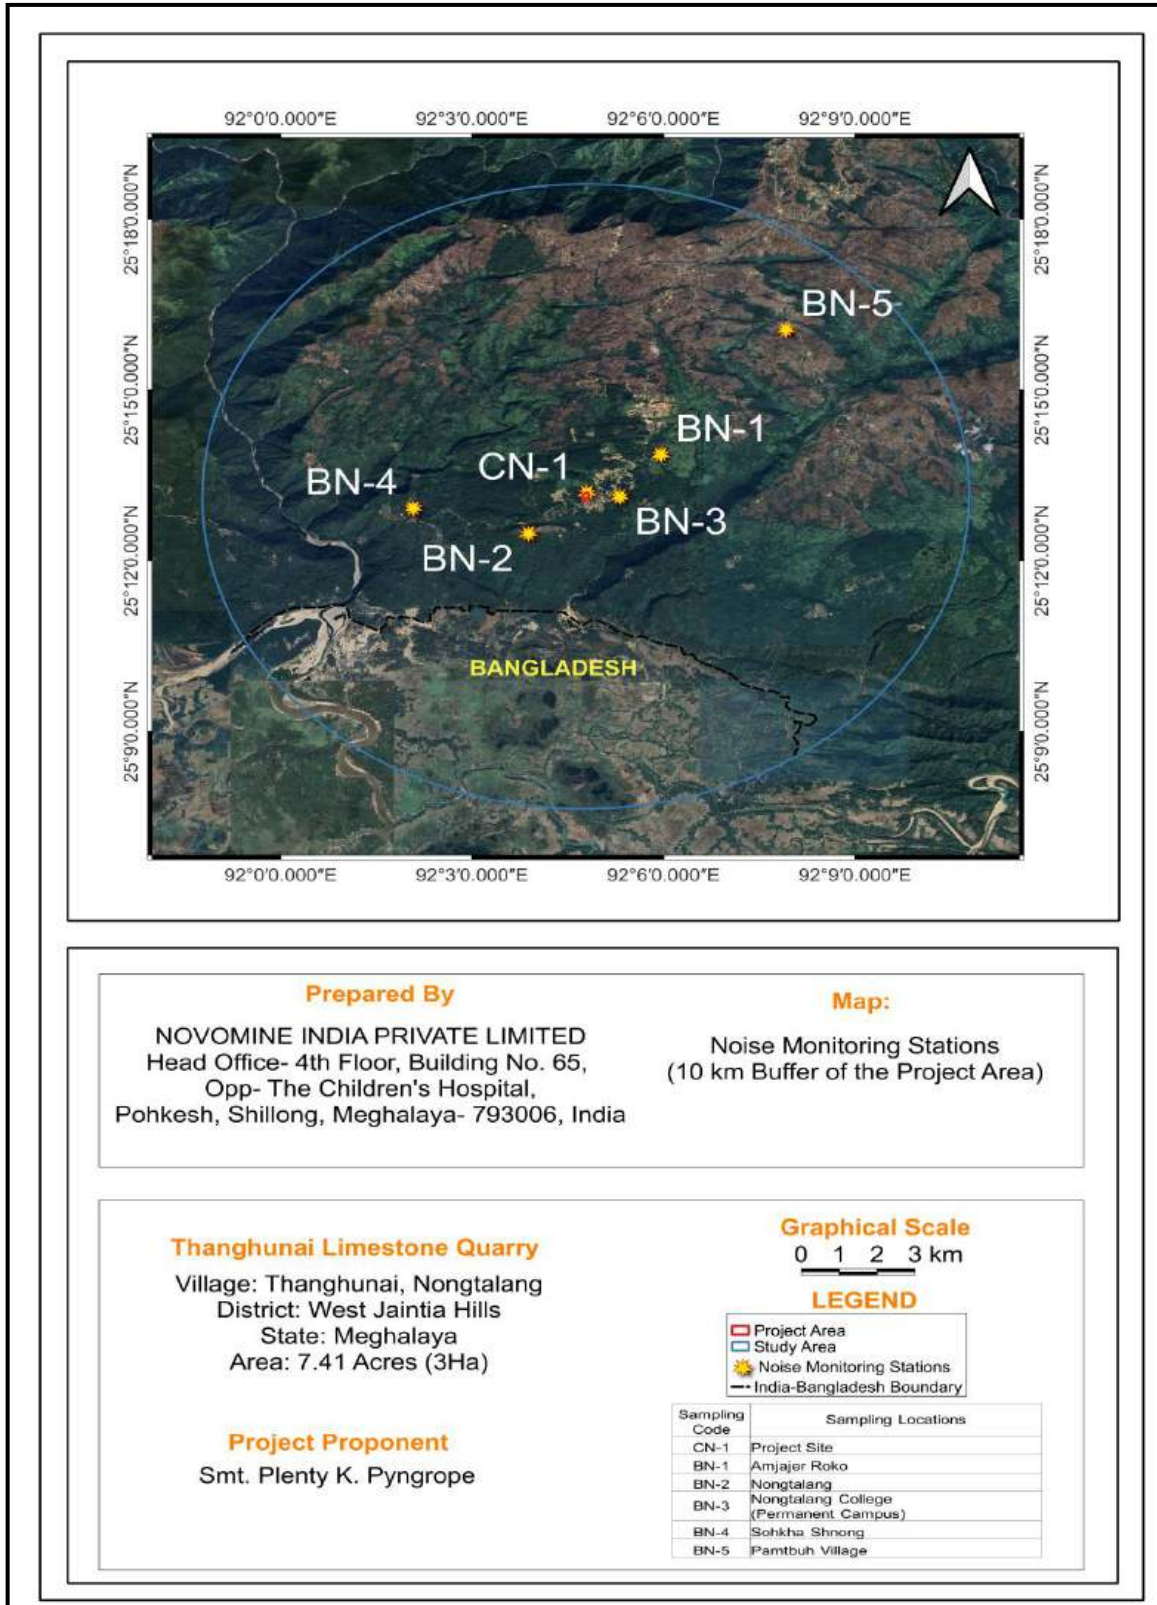 92°0'0.000"E 92°3'0.000"E 92°6'0.000"E 92°9'0.000"E
25°18'0.000"N 25°18'0.000"N
BN-5
25°15'0.000"N 25°15'0.000"N
BN-1
CN-1
BN-4
BN-3
BN-2
25°12'0.000"N 25°12'0.000"N
BANGLADESH
25°9'0.000"N 25°9'0.000"N
92°0'0.000"E 92°3'0.000"E 92°6'0.000"E 92°9'0.000"E
Prepared By
NOVOMINE INDIA PRIVATE LIMITED
Head Office- 4th Floor, Building No. 65,
Opp- The Children's Hospital,
Pohkesh, Shillong, Meghalaya- 793006, India
Map:
Noise Monitoring Stations
(10 km Buffer of the Project Area)
Thanghunai Limestone Quarry
Village: Thanghunai, Nongtalang
District: West Jaintia Hills
State: Meghalaya
Area: 7.41 Acres (3Ha)
Project Proponent
Smt. Plenty K. Pyngrope
Graphical Scale
0 1 2 3 km
LEGEND
Project Area
Study Area
Noise Monitoring Stations
India-Bangladesh Boundary
Sampling Code Sampling Locations
CN-1 Project Site
BN-1 Amjajer Roko
BN-2 Nongtalang
BN-3 Nongtalang College
(Permanent Campus)
BN-4 Sohkha Shnong
BN-5 Pamtbuh Village